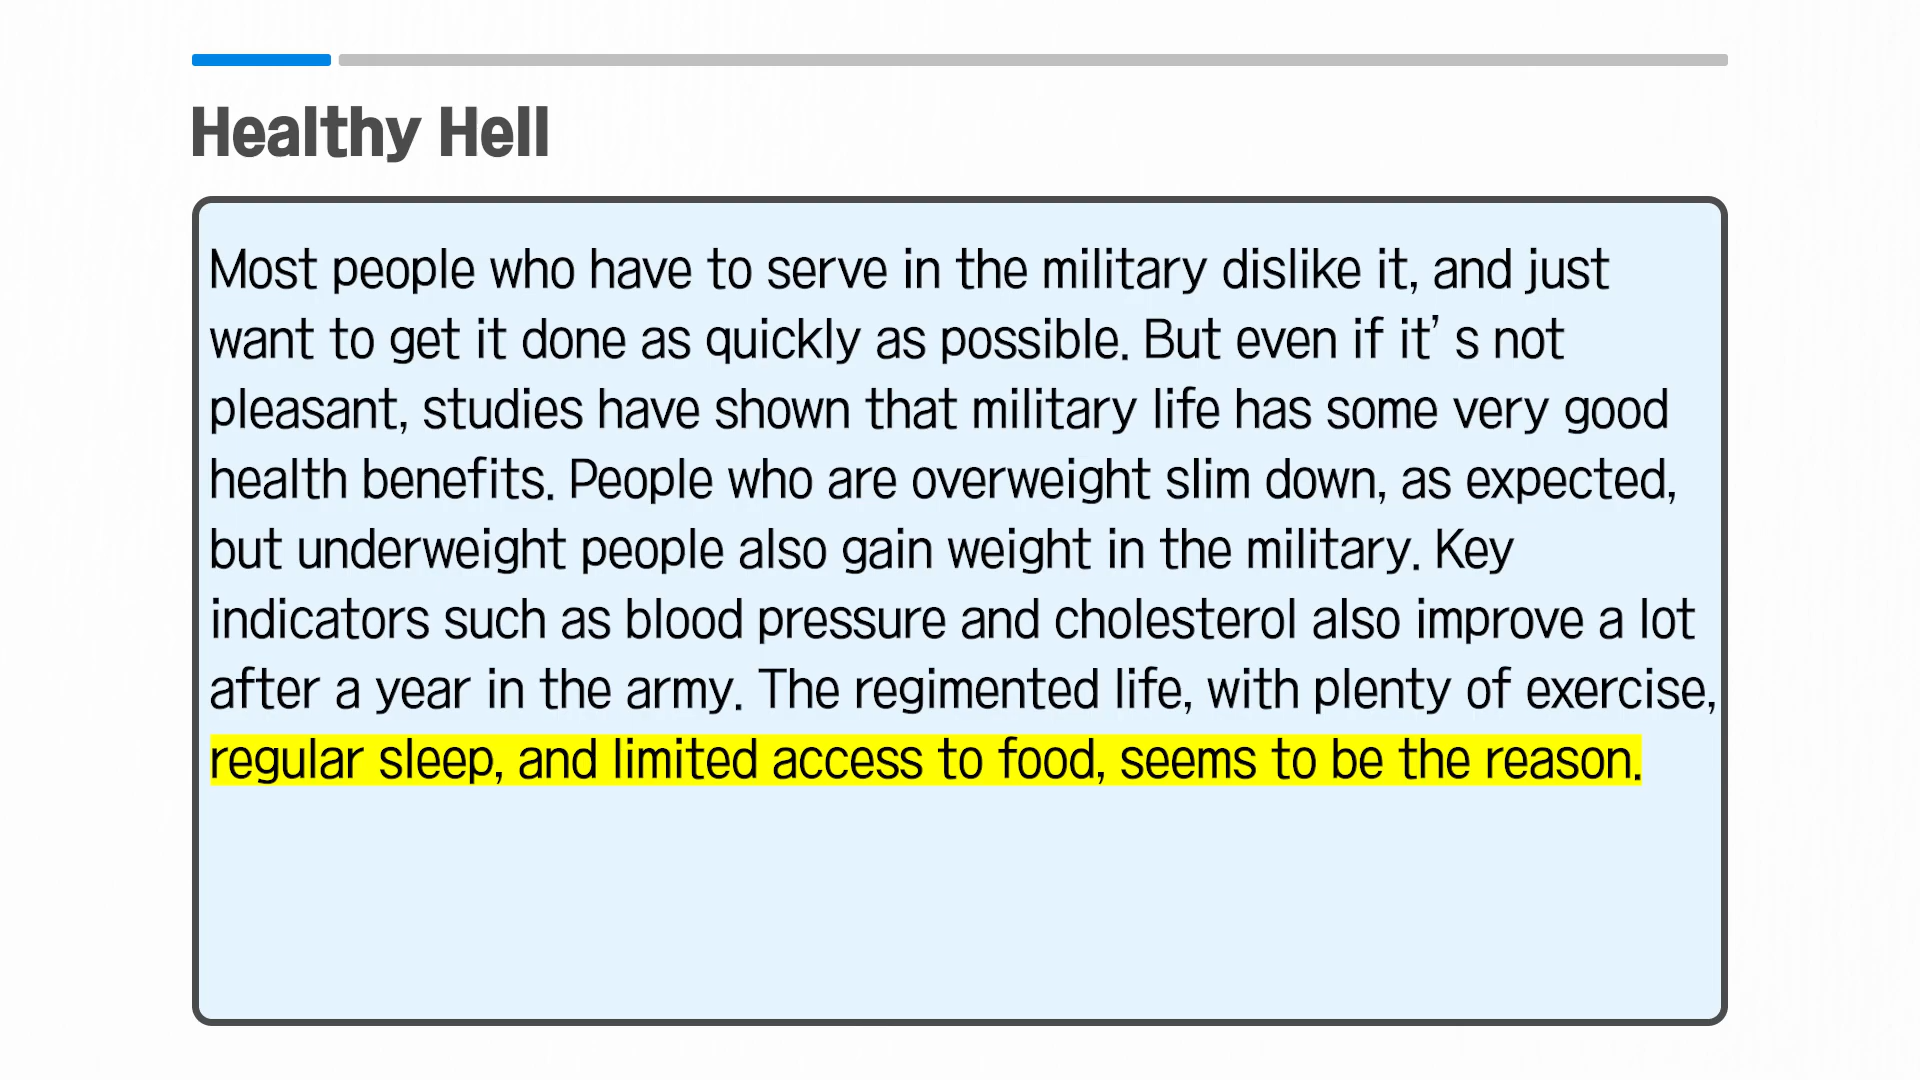 Healthy Hell
Most people who have to serve in the military dislike it, and just
want to get it done as quickly as possible. But even if it’ s not
pleasant, studies have shown that military life has some very good
health benefits. People who are overweight slim down, as expected,
but underweight people also gain weight in the military. Key
indicators such as blood pressure and cholesterol also improve a lot
after a year in the army. The regimented life, with plenty of exercise,
regular sleep, and limited access to food, seems to be the reason.